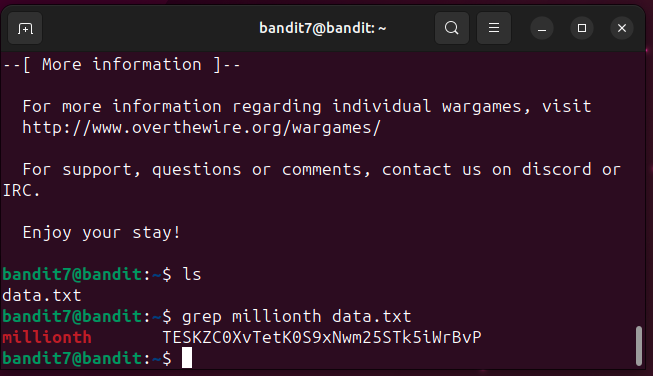 bandit7@bandit: ~
--[ More information ]--
For more information regarding individual wargames, visit
http://www.overthewire.org/wargames/
For support, questions or comments, contact us on discord or
IRC.
Enjoy your stay!
bandit7@bandit:~$ ls
data.txt
bandit7@bandit:~$ grep millionth data.txt
millionth TESKZC0XvTetK0S9xNwm25STk5iWrBvP
bandit7@bandit:~$